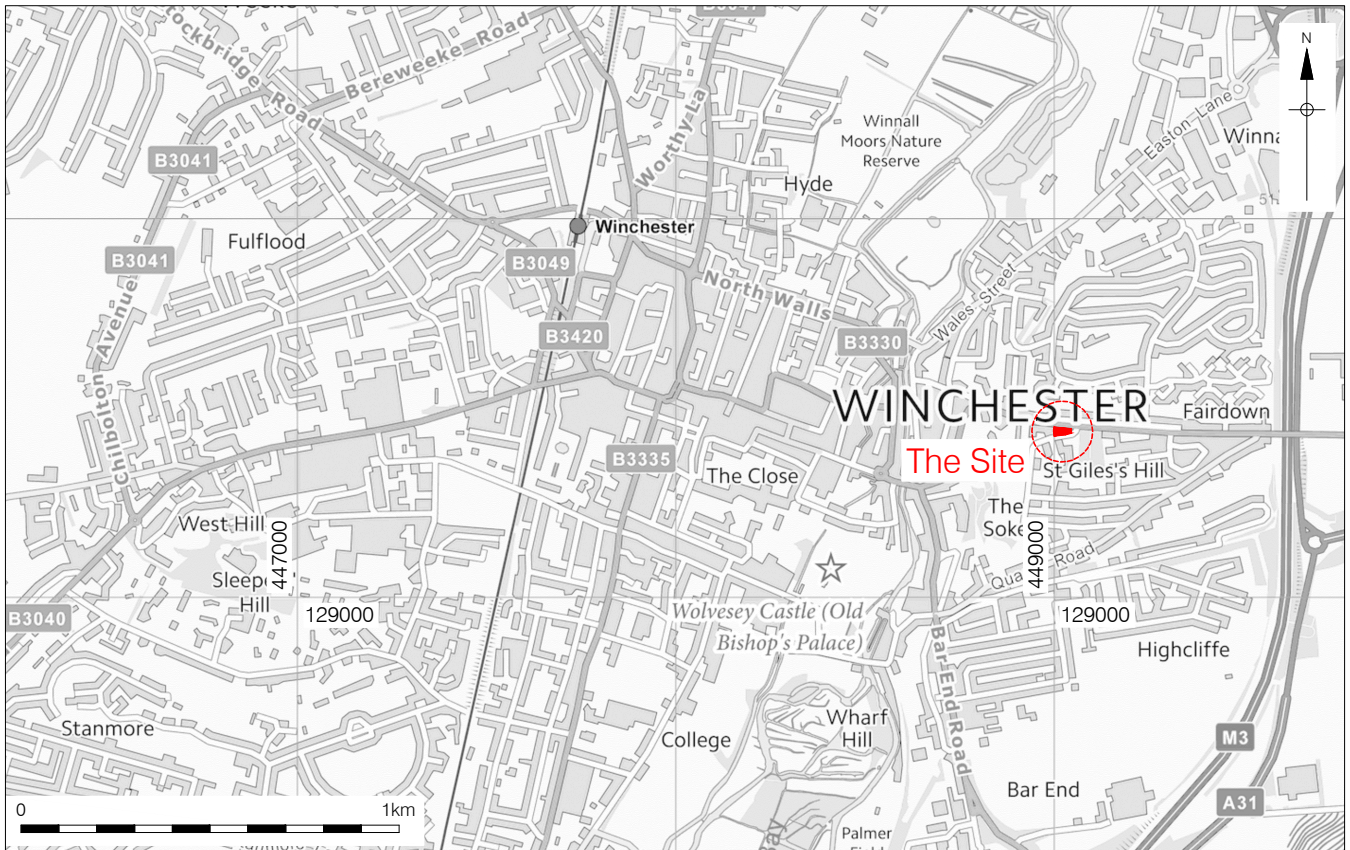 Stockbridge Road
Bereweeke Road
B3047
N
Worthy La
Winnall
Moors Nature
Reserve
Easton Lane
Winna
B3041
Hyde
Winchester
Fulflood
B3041
B3049
North Walls
Wales Street
B3420
B3330
Chilbolton Avenue
WINCHESTER
Fairdown
B3335
The Close
The Site
St Giles's Hill
West Hill
447000
The
Soke
449000
Sleepe
Hill
Qua
Road
129000
129000
B3040
Wolvesey Castle (Old
Bishop's Palace)
Bar End Road
Highcliffe
Stanmore
College
Wharf
Hill
M3
Bar End
A31
0
1km
Palmer